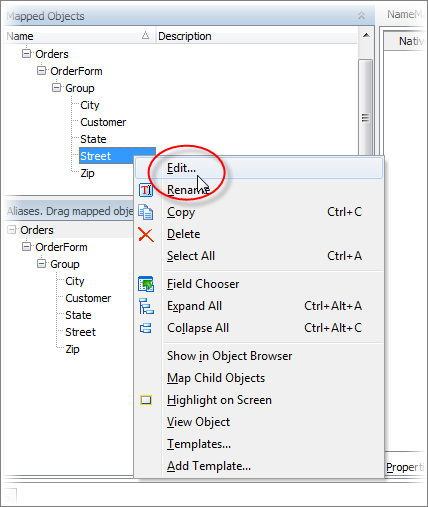 Mapped Objects
NameM
Name
Description
Nativ
Orders
OrderForm
Group
City
Customer
State
Street
Zip
Edit...
Rename
Copy Ctrl+C
Delete
Select All Ctrl+A
Field Chooser
Expand All Ctrl+Alt+A
Collapse All Ctrl+Alt+C
Show in Object Browser
Map Child Objects
Highlight on Screen
View Object
Templates...
Add Template...
Aliases. Drag mapped obje
Orders
OrderForm
Group
City
Customer
State
Street
Zip
Properti